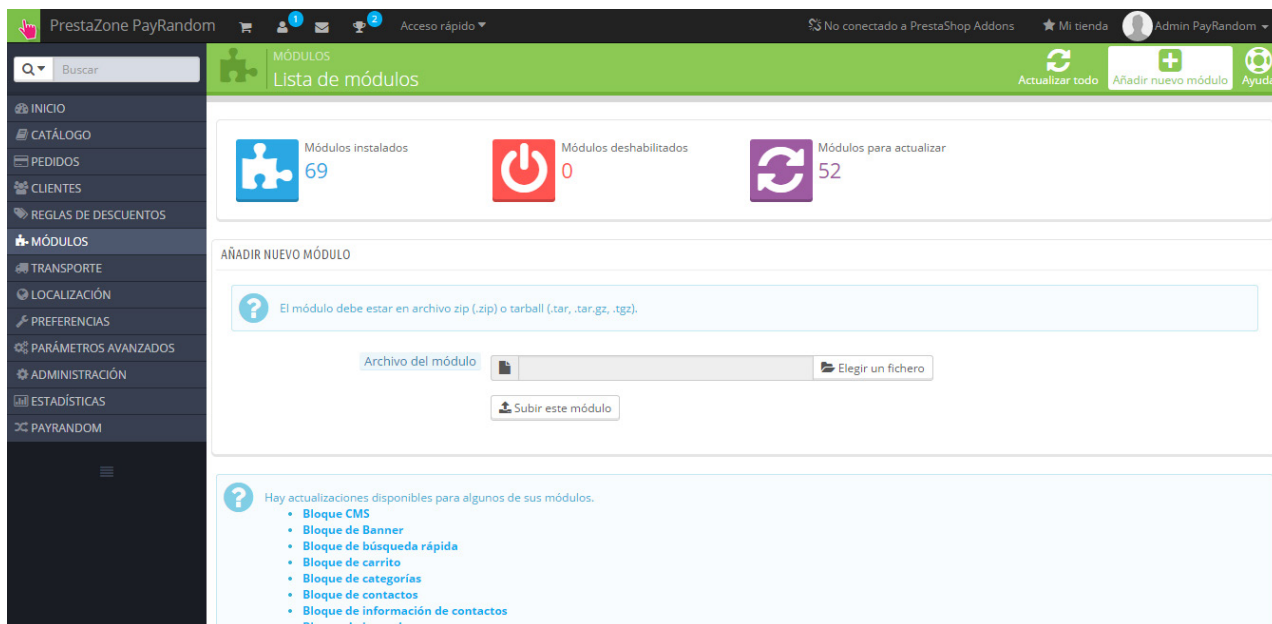 PrestaZone PayRandom 1 2 Acceso rápido No conectado a PrestaShop Addons Mi tienda Admin PayRandom
Buscar
MÓDULOS
Lista de módulos
Actualizar todo Añadir nuevo módulo Ayuda
INICIO
CATÁLOGO
PEDIDOS
CLIENTES
REGLAS DE DESCUENTOS
MÓDULOS
TRANSPORTE
LOCALIZACIÓN
PREFERENCIAS
PARÁMETROS AVANZADOS
ADMINISTRACIÓN
ESTADÍSTICAS
PAYRANDOM
Módulos instalados
69
Módulos deshabilitados
0
Módulos para actualizar
52
AÑADIR NUEVO MÓDULO
El módulo debe estar en archivo zip (.zip) o tarball (.tar, .tar.gz, .tgz).
Archivo del módulo Elegir un fichero
Subir este módulo
Hay actualizaciones disponibles para algunos de sus módulos.
• Bloque CMS
• Bloque de Banner
• Bloque de búsqueda rápida
• Bloque de carrito
• Bloque de categorías
• Bloque de contactos
• Bloque de información de contactos